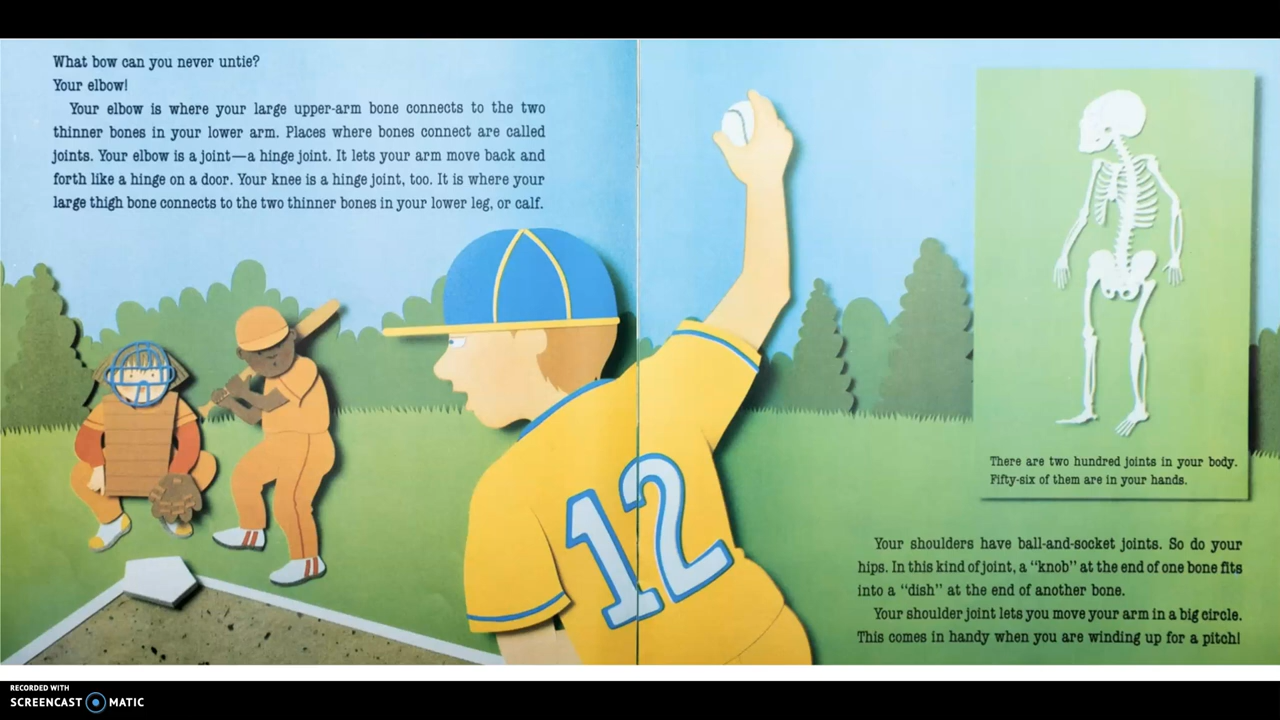 What bow can you never untie?
Your elbow!
Your elbow is where your large upper-arm bone connects to the two
thinner bones in your lower arm. Places where bones connect are called
joints. Your elbow is a joint—a hinge joint. It lets your arm move back and
forth like a hinge on a door. Your knee is a hinge joint, too. It is where your
large thigh bone connects to the two thinner bones in your lower leg, or calf.
12
There are two hundred joints in your body.
Fifty-six of them are in your hands.
Your shoulders have ball-and-socket joints. So do your
hips. In this kind of joint, a “knob” at the end of one bone fits
into a “dish” at the end of another bone.
Your shoulder joint lets you move your arm in a big circle.
This comes in handy when you are winding up for a pitch!
RECORDED WITH
SCREENCAST MATIC